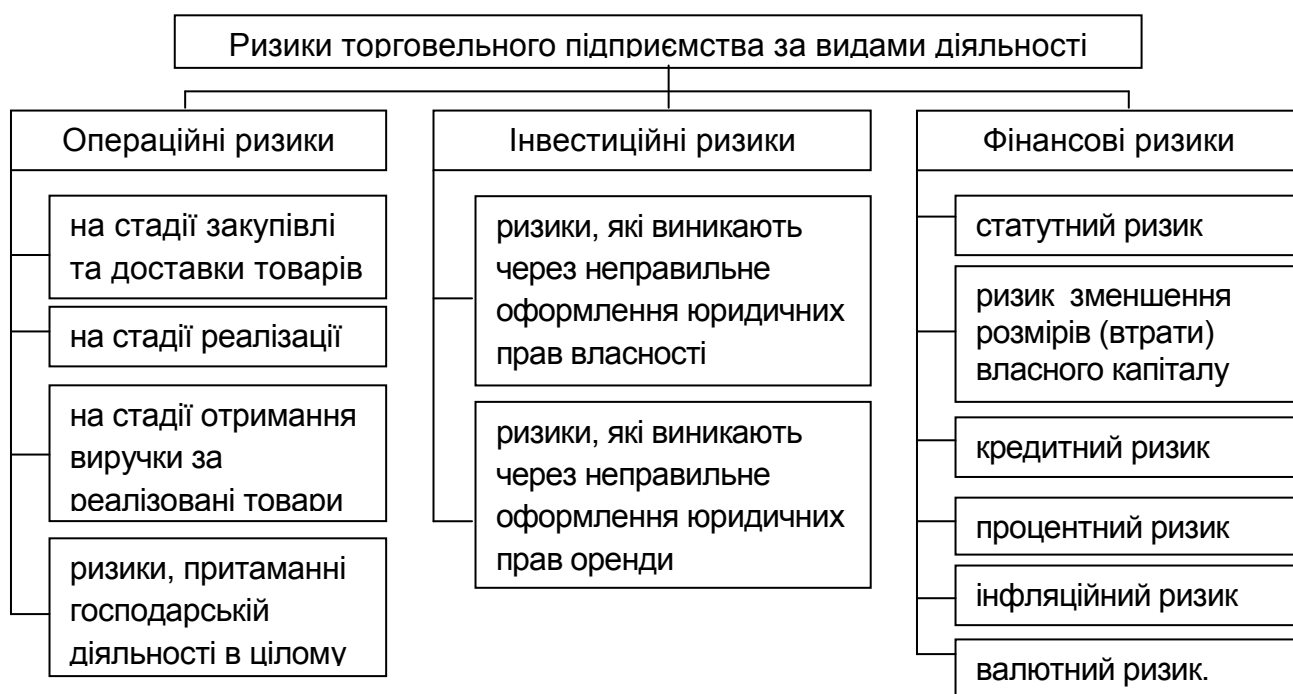 Ризики торговельного підприємства за видами діяльності
Операційні ризики
на стадії закупівлі
та доставки товарів
на стадії реалізації
на стадії отримання
виручки за
реалізовані товари
ризики, притаманні
господарській
діяльності в цілому
Інвестиційні ризики
ризики, які виникають
через неправильне
оформлення юридичних
прав власності
ризики, які виникають
через неправильне
оформлення юридичних
прав оренди
Фінансові ризики
статутний ризик
ризик зменшення
розмірів (втрати)
власного капіталу
кредитний ризик
процентний ризик
інфляційний ризик
валютний ризик.